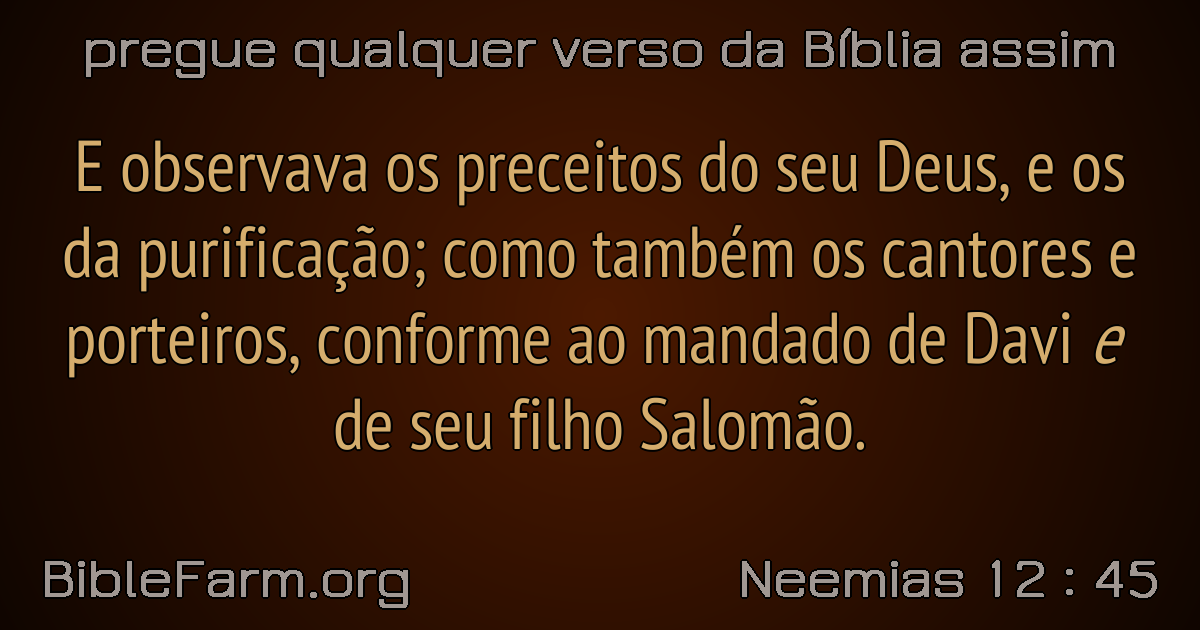 pregue qualquer verso da Bíblia assim
E observava os preceitos do seu Deus, e os
da purificação; como também os cantores e
porteiros, conforme ao mandado de Davi e
de seu filho Salomão.
BibleFarm.org
Neemias 12 : 45